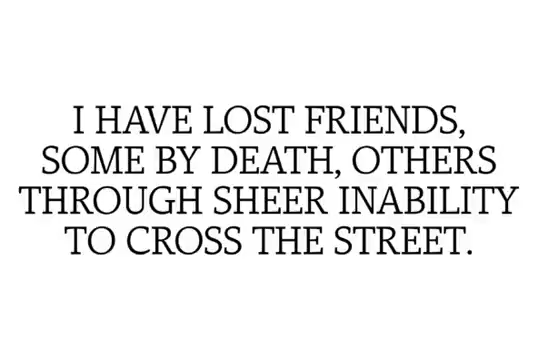 I HAVE LOST FRIENDS,
SOME BY DEATH, OTHERS
THROUGH SHEER INABILITY
TO CROSS THE STREET.